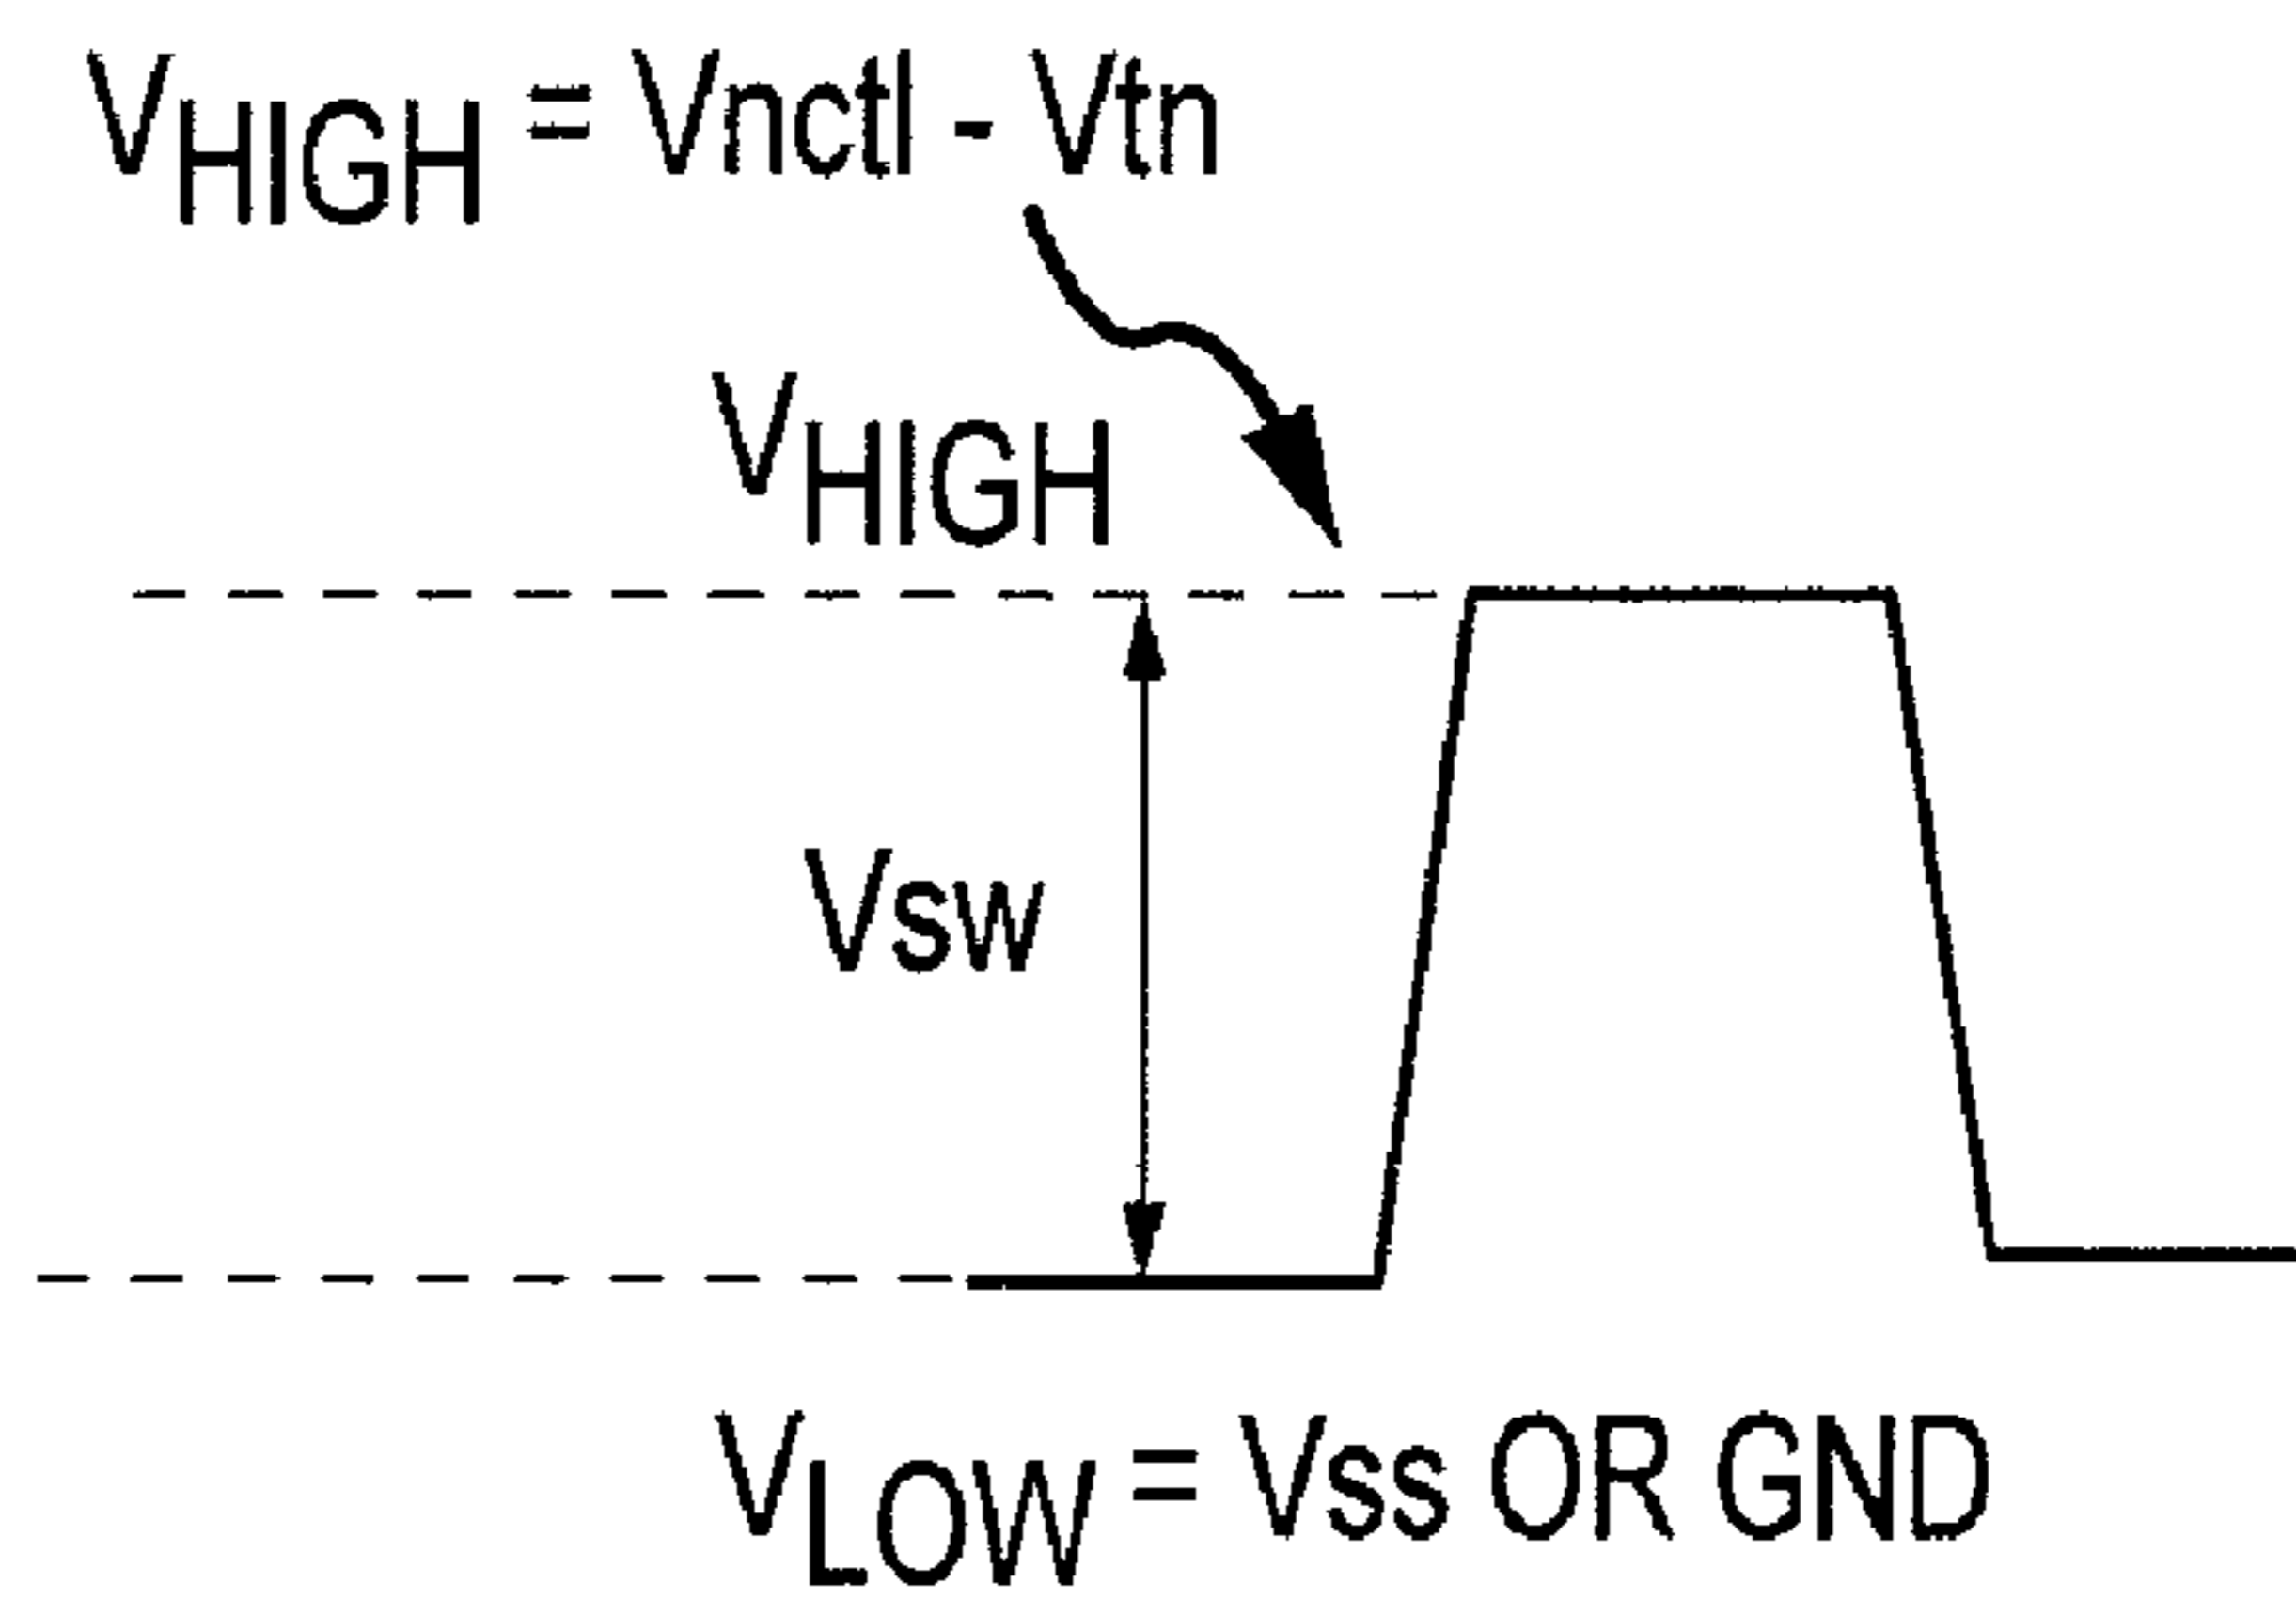 VHIGH = Vnctl - Vtn
VHIGH
Vsw
VLOW = Vss OR GND